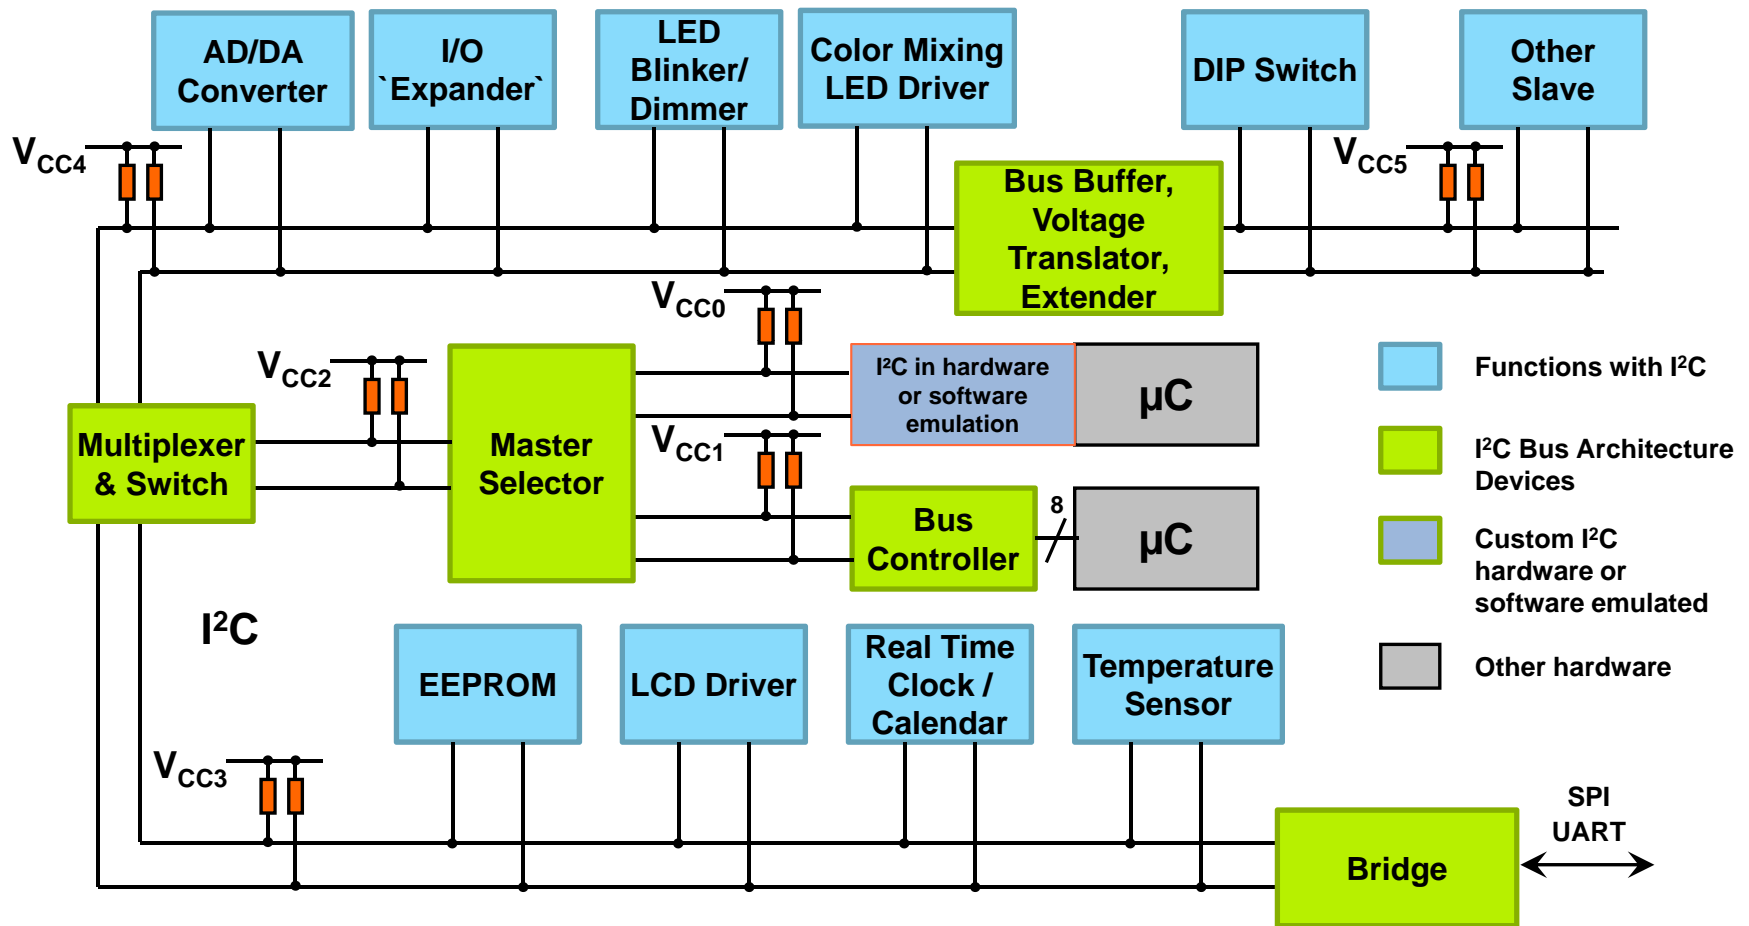 AD/DA
Converter
I/O
`Expander`
LED
Blinker/
Dimmer
Color Mixing
LED Driver
DIP Switch
Other
Slave
VCC4
VCC5
Bus Buffer,
Voltage
Translator,
Extender
VCC0
VCC2
I²C in hardware
or software
emulation
µC
Functions with I²C
Multiplexer
& Switch
Master
Selector
VCC1
I²C Bus Architecture
Devices
Bus
Controller
8
µC
Custom I²C
hardware or
software emulated
I²C
EEPROM
LCD Driver
Real Time
Clock /
Calendar
Temperature
Sensor
Other hardware
VCC3
Bridge
SPI
UART